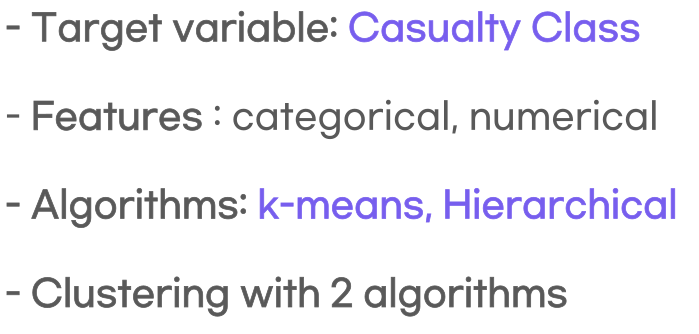 - Target variable: Casualty Class
- Features : categorical, numerical
- Algorithms: k-means, Hierarchical
- Clustering with 2 algorithms